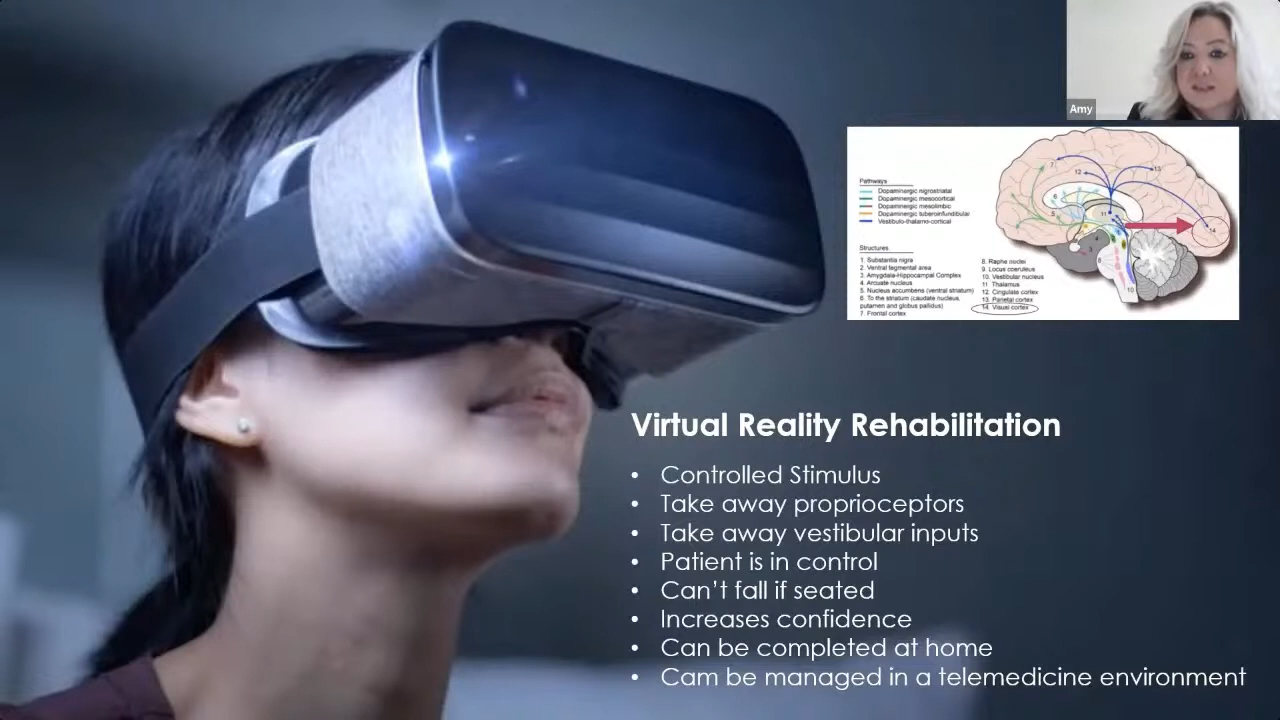 Amy
Pathways
Dopaminergic nigrostriatal
Dopaminergic mesocortical
Dopaminergic mesolimbic
Dopaminergic tuberoinfundibular
Vestibulo-thalamo-cortical
Structures
1. Substantia nigra
2. Ventral tegmental area
3. Amygdala-Hippocampal Complex
4. Arcuate nucleus
5. Nucleus accumbens (ventral striatum)
6. To the striatum (caudate nucleus,
putamen and globus pallidus)
7. Frontal cortex
8. Raphe nuclei
9. Locus coeruleus
10. Vestibular nucleus
11 Thalamus
12. Cingulate cortex
13. Parietal cortex
14. Visual cortex
Virtual Reality Rehabilitation
• Controlled Stimulus
• Take away proprioceptors
• Take away vestibular inputs
• Patient is in control
• Can't fall if seated
• Increases confidence
• Can be completed at home
• Cam be managed in a telemedicine environment